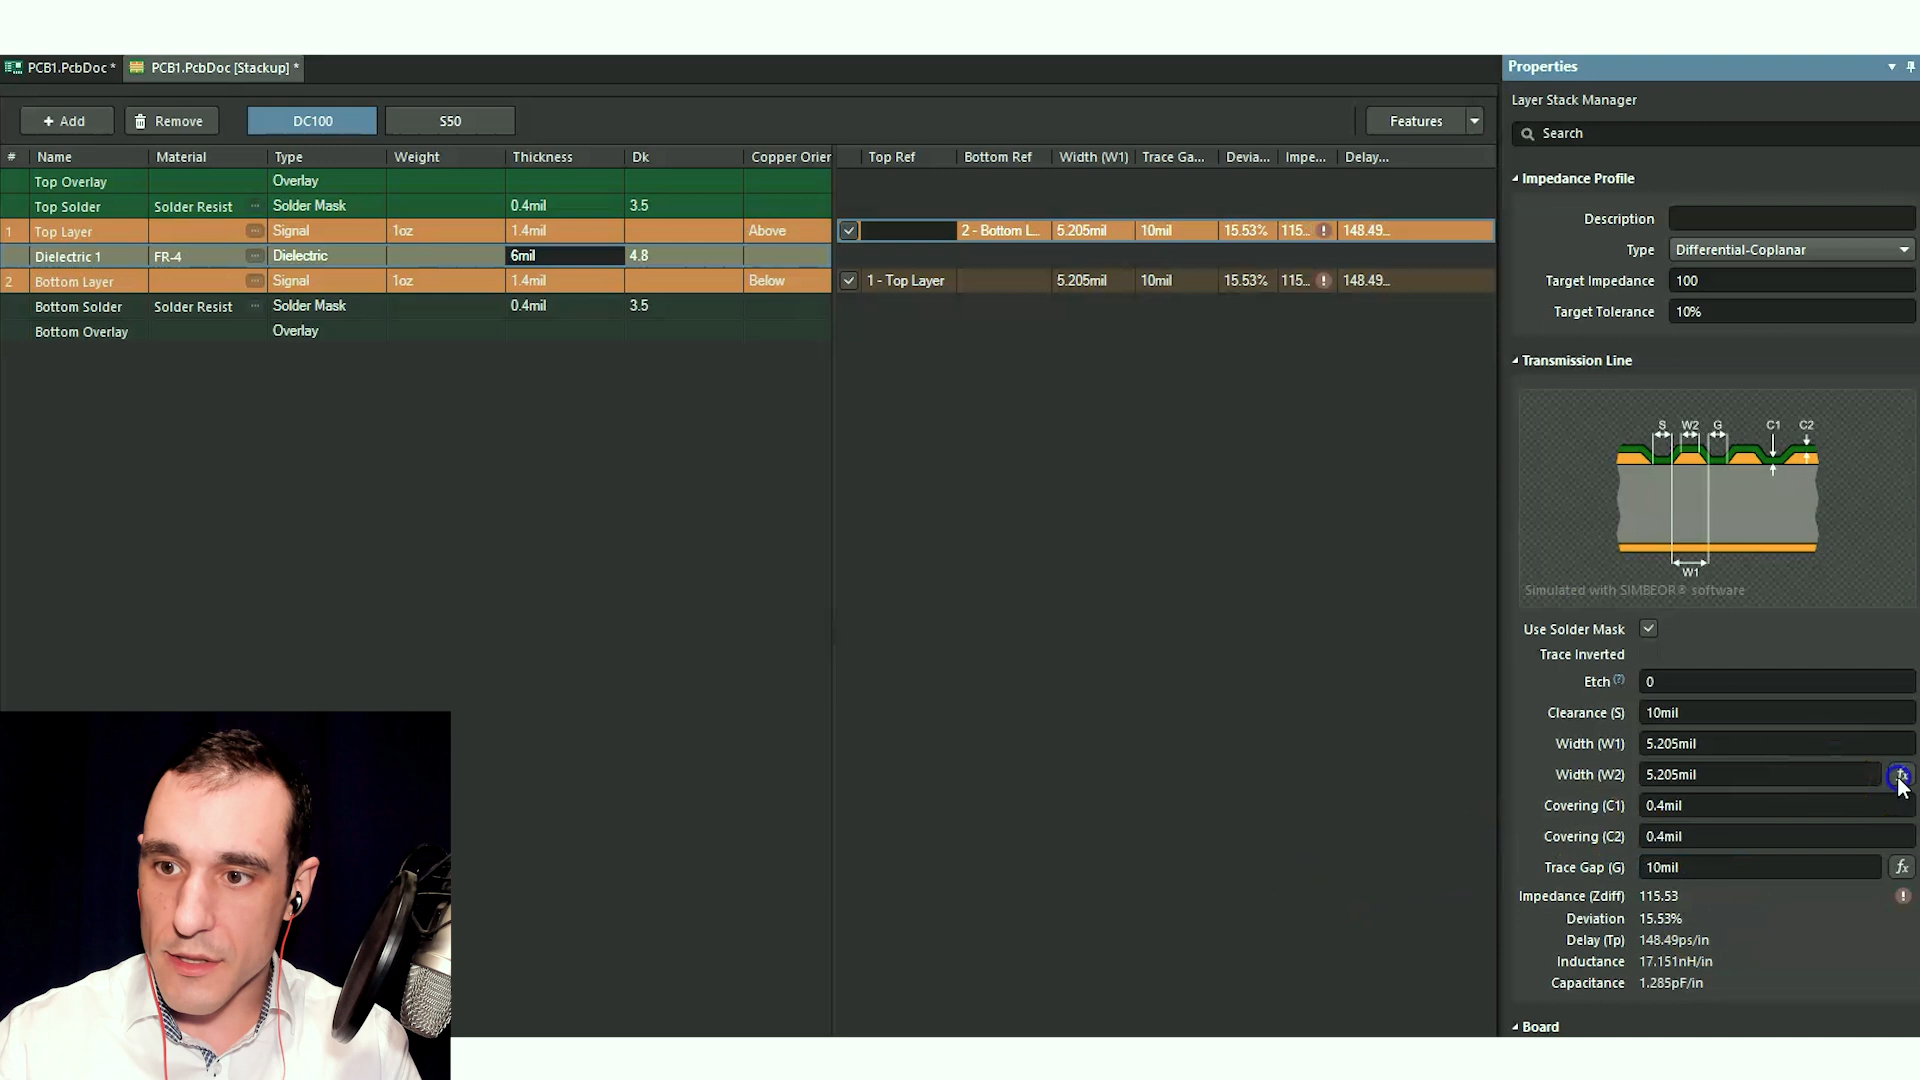 PCB1.PcbDoc *
PCB1.PcbDoc [Stackup] *
Add
Remove
DC100
S50
Features
# Name Material Type Weight Thickness Dk Copper Orier Top Ref Bottom Ref Width (W1) Trace Ga... Devia... Impe... Delay...
Top Overlay Overlay
Top Solder Solder Resist Solder Mask 0.4mil 3.5
1 Top Layer Signal 1oz 1.4mil Above 2 - Bottom L... 5.205mil 10mil 15.53% 115... 148.49...
Dielectric 1 FR-4 Dielectric 6mil 4.8
2 Bottom Layer Signal 1oz 1.4mil Below 1 - Top Layer 5.205mil 10mil 15.53% 115... 148.49...
Bottom Solder Solder Resist Solder Mask 0.4mil 3.5
Bottom Overlay Overlay
Properties
Layer Stack Manager
Search
Impedance Profile
Description
Type Differential-Coplanar
Target Impedance 100
Target Tolerance 10%
Transmission Line
S W2 G C1 C2
W1
Simulated with SIMBEOR® software
Use Solder Mask
Trace Inverted
Etch (?) 0
Clearance (S) 10mil
Width (W1) 5.205mil
Width (W2) 5.205mil
Covering (C1) 0.4mil
Covering (C2) 0.4mil
Trace Gap (G) 10mil fx
Impedance (Zdiff) 115.53
Deviation 15.53%
Delay (Tp) 148.49ps/in
Inductance 17.151nH/in
Capacitance 1.285pF/in
Board